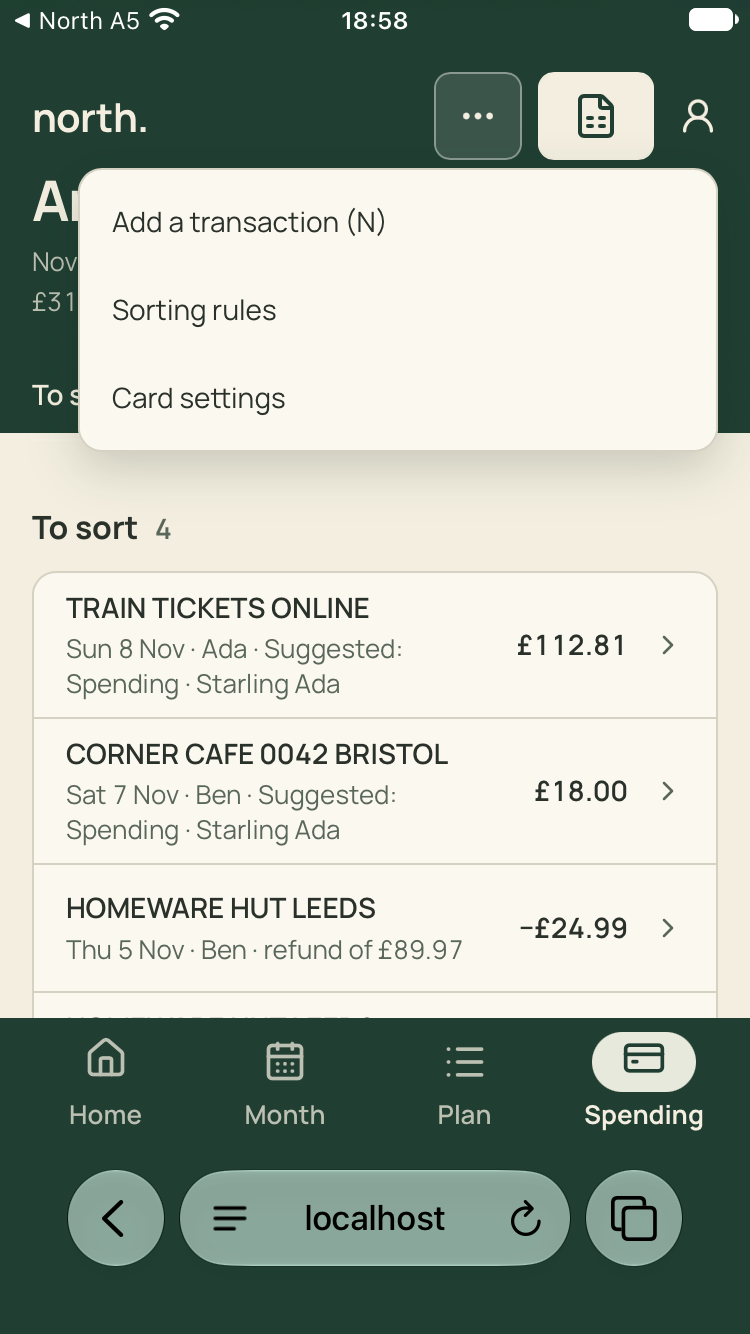 North A5
18:58
north.
Nov
£31
To
Add a transaction (N)
Sorting rules
Card settings
To sort 4
TRAIN TICKETS ONLINE
Sun 8 Nov · Ada · Suggested:
Spending · Starling Ada
£112.81
CORNER CAFE 0042 BRISTOL
Sat 7 Nov · Ben · Suggested:
Spending · Starling Ada
£18.00
HOMEWARE HUT LEEDS
Thu 5 Nov · Ben · refund of £89.97
−£24.99
Home
Month
Plan
Spending
localhost